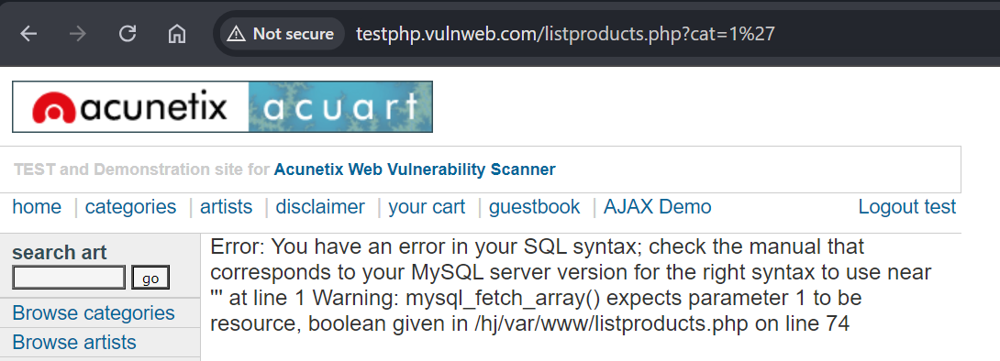 Not secure testphp.vulnweb.com/listproducts.php?cat=1%27
acunetix acuart
TEST and Demonstration site for Acunetix Web Vulnerability Scanner
home | categories | artists | disclaimer | your cart | guestbook | AJAX Demo Logout test
search art
go
Browse categories
Browse artists
Error: You have an error in your SQL syntax; check the manual that
corresponds to your MySQL server version for the right syntax to use near
''' at line 1 Warning: mysql_fetch_array() expects parameter 1 to be
resource, boolean given in /hj/var/www/listproducts.php on line 74